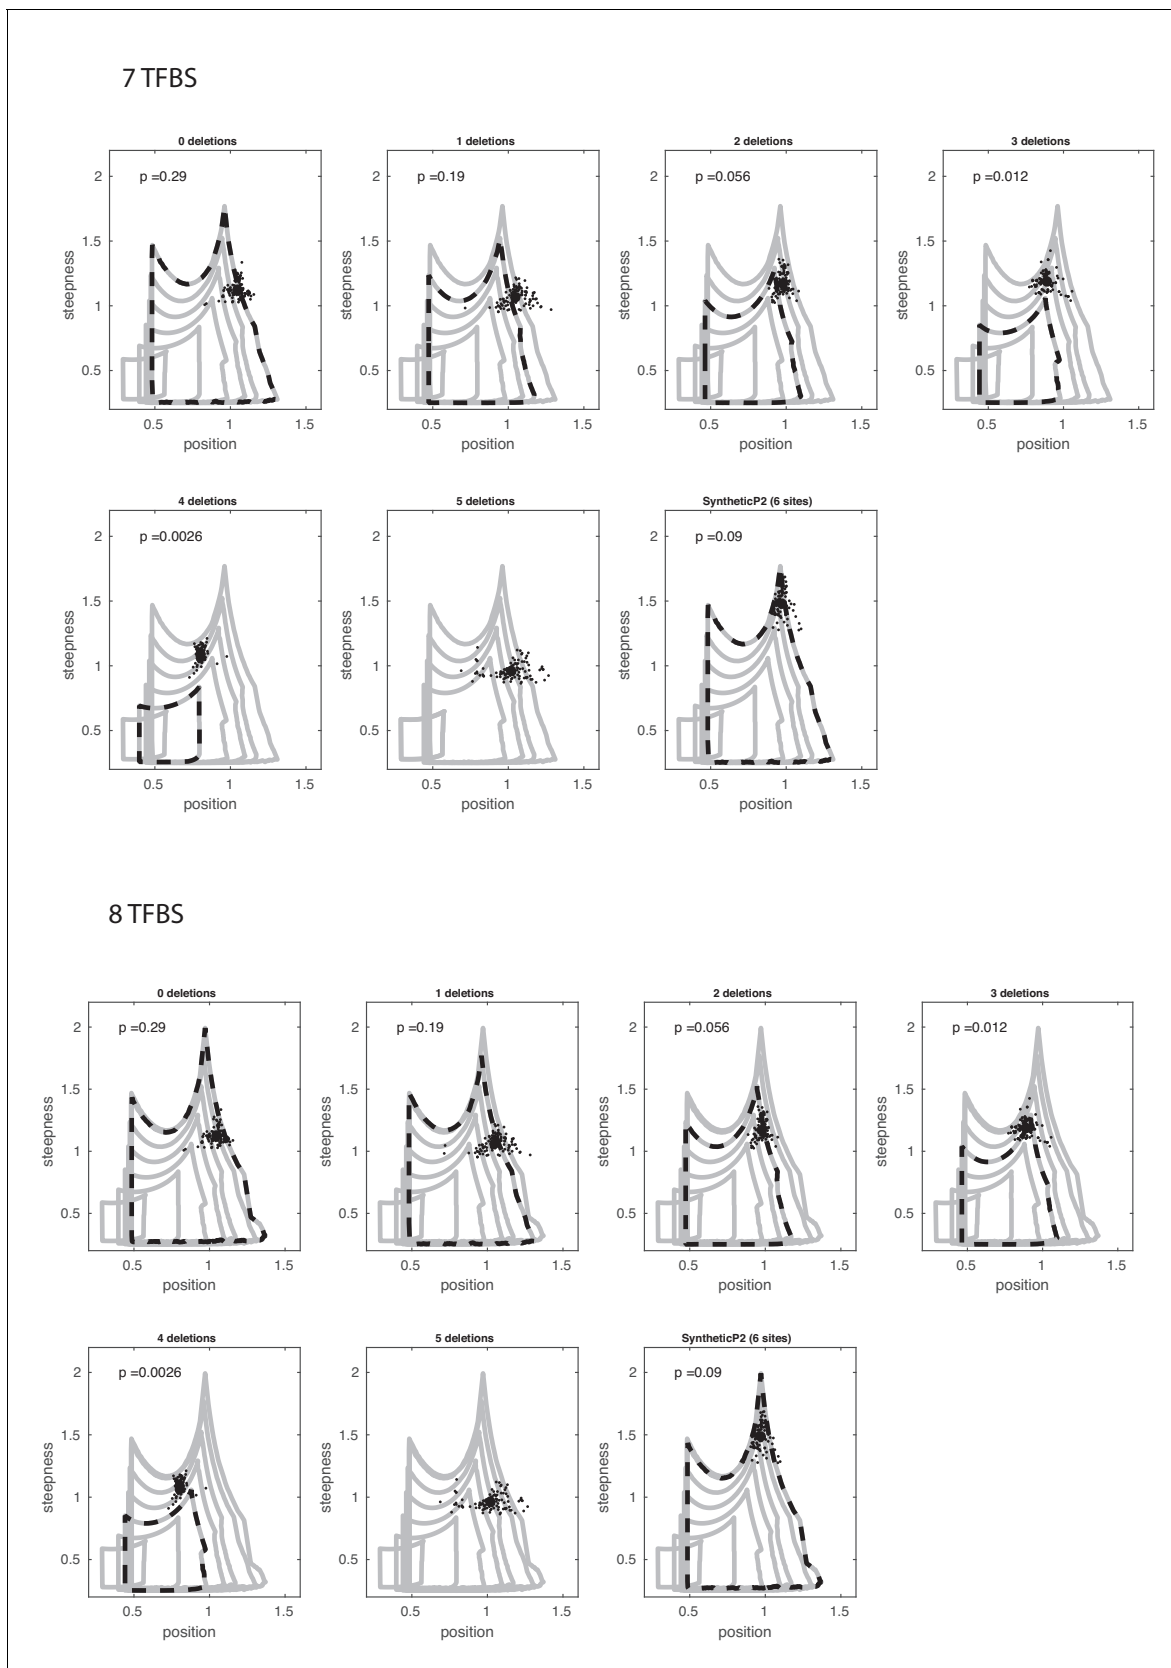 7 TFBS
0 deletions
1 deletions
2 deletions
3 deletions
p =0.29
p =0.19
p =0.056
p =0.012
2
1.5
1
0.5
steepness
0.5 1 1.5
position
2
1.5
1
0.5
steepness
0.5 1 1.5
position
2
1.5
1
0.5
steepness
0.5 1 1.5
position
2
1.5
1
0.5
steepness
0.5 1 1.5
position
4 deletions
5 deletions
SyntheticP2 (6 sites)
p =0.0026
p =0.09
2
1.5
1
0.5
steepness
0.5 1 1.5
position
2
1.5
1
0.5
steepness
0.5 1 1.5
position
2
1.5
1
0.5
steepness
0.5 1 1.5
position
8 TFBS
0 deletions
1 deletions
2 deletions
3 deletions
p =0.29
p =0.19
p =0.056
p =0.012
2
1.5
1
0.5
steepness
0.5 1 1.5
position
2
1.5
1
0.5
steepness
0.5 1 1.5
position
2
1.5
1
0.5
steepness
0.5 1 1.5
position
2
1.5
1
0.5
steepness
0.5 1 1.5
position
4 deletions
5 deletions
SyntheticP2 (6 sites)
p =0.0026
p =0.09
2
1.5
1
0.5
steepness
0.5 1 1.5
position
2
1.5
1
0.5
steepness
0.5 1 1.5
position
2
1.5
1
0.5
steepness
0.5 1 1.5
position